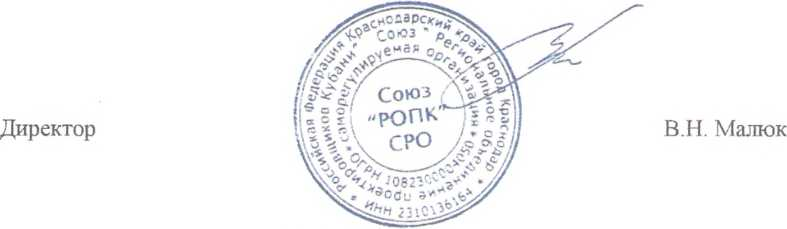 Директор
Российская Федерация Краснодарский край город Краснодар
Союз "Региональное объединение проектировщиков Кубани"
саморегулируемая организация
ОГРН 1082300004050
ИНН 2310136164
Союз
"РОПК"
СРО
В.Н. Малюк